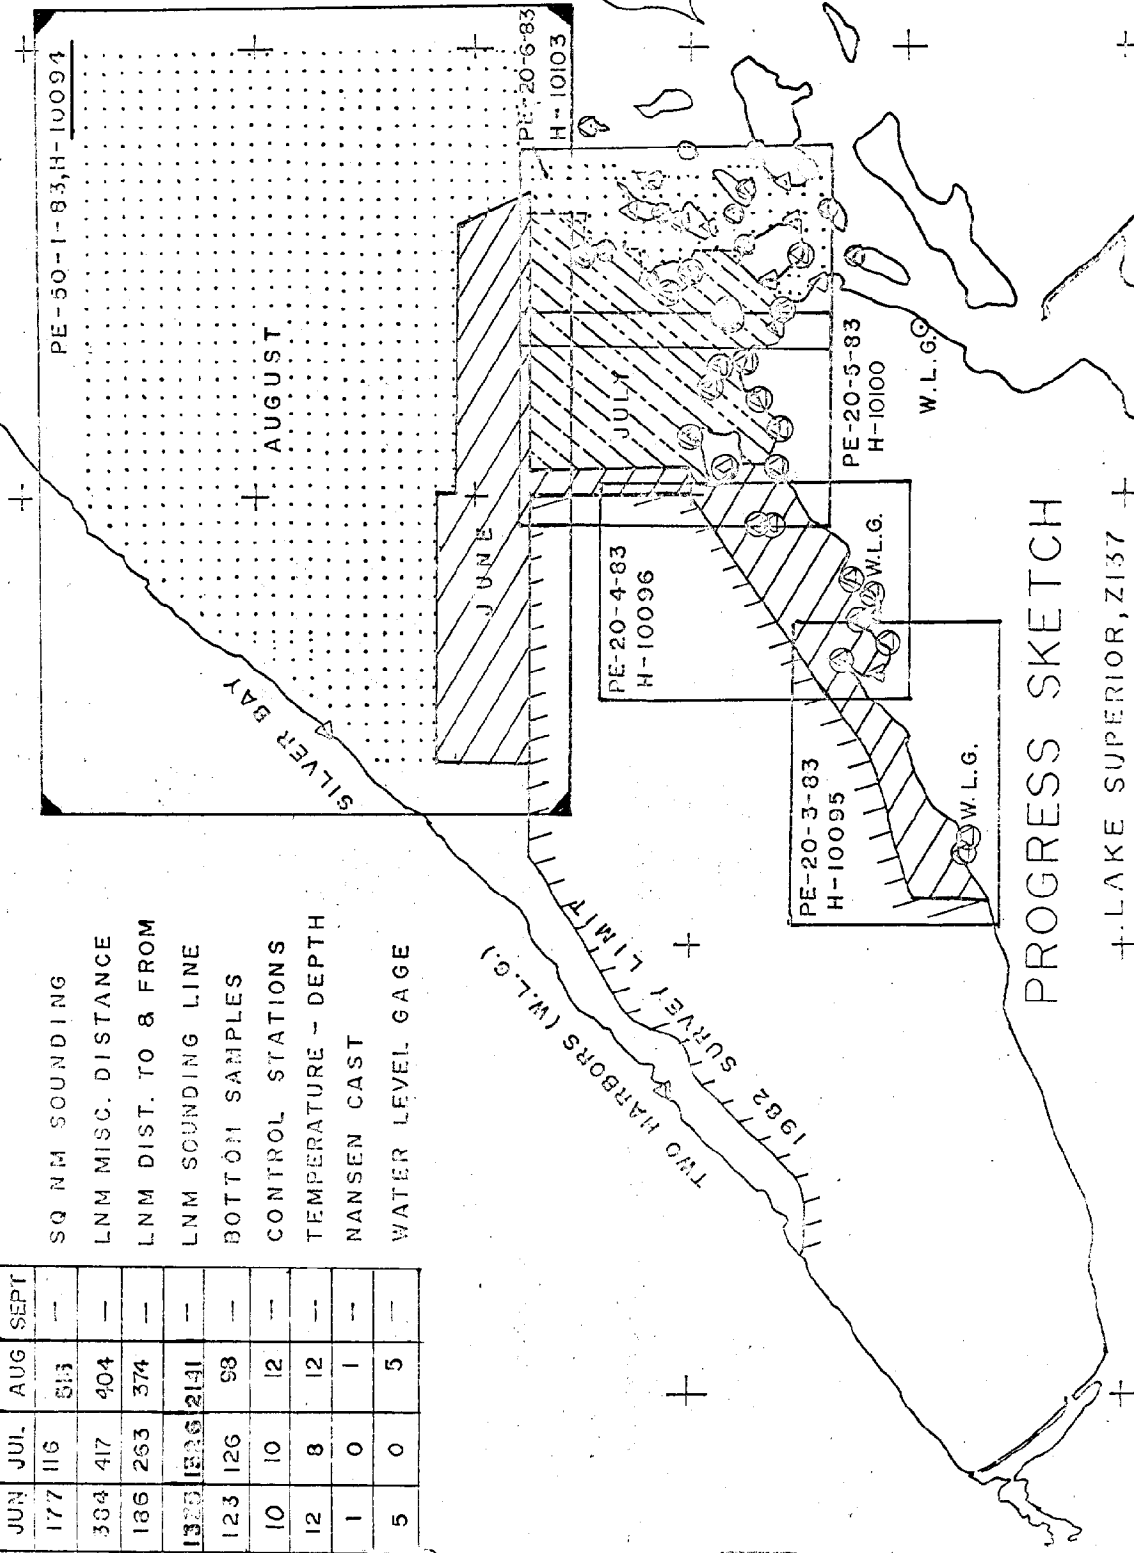 JUN JUL AUG SEPT
177 116 — SQ NM SOUNDING
417 404 — LNM MISC. DISTANCE
186 263 374 — LNM DIST. TO & FROM
2141 — LNM SOUNDING LINE
123 126 98 — BOTTOM SAMPLES
10 10 12 — CONTROL STATIONS
12 8 12 — TEMPERATURE - DEPTH
1 0 1 — NANSEN CAST
5 0 5 — WATER LEVEL GAGE
PE-50-1-83, H-10094
AUGUST
JUNE
JULY
SILVER BAY
TWO HARBORS (W.L.G.)
1982 SURVEY LIMIT
PE-20-6-83
H-10103
PE-20-5-83
H-10100
W.L.G.
PE-20-4-83
H-10096
W.L.G.
PE-20-3-83
H-10095
W.L.G.
PROGRESS SKETCH
LAKE SUPERIOR, Z137